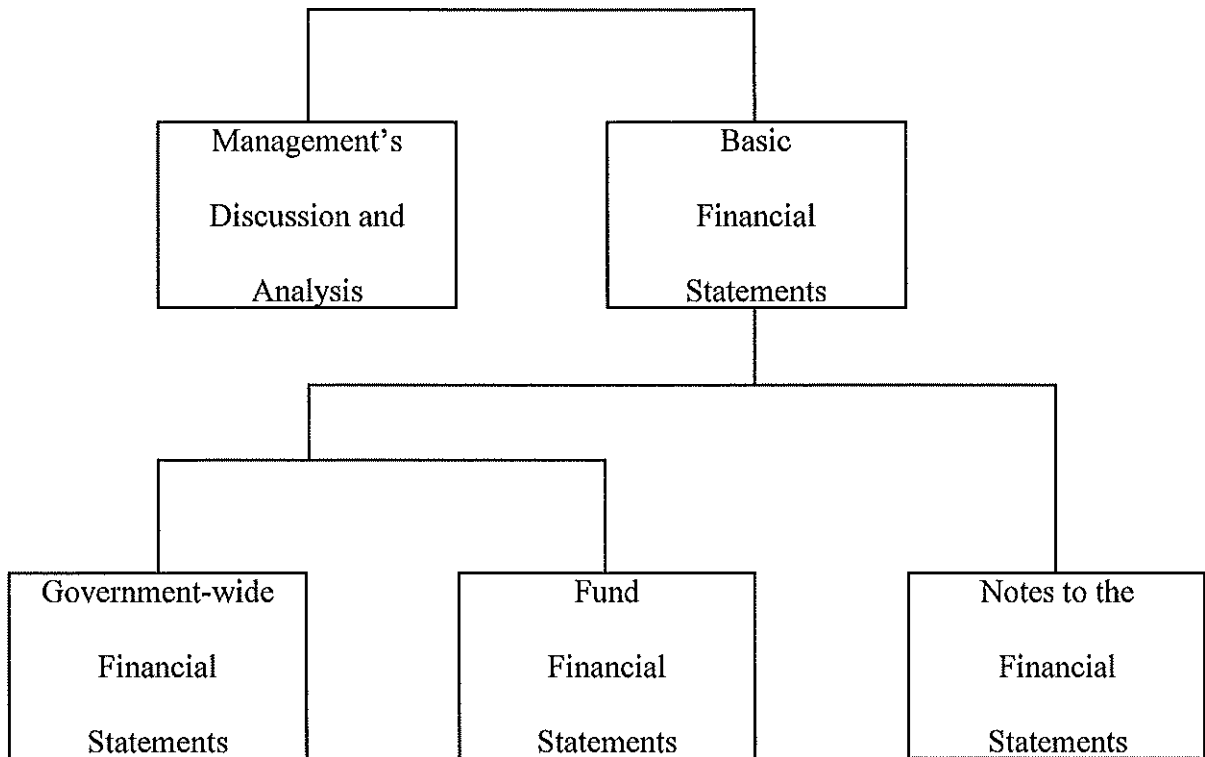 Management’s
Discussion and
Analysis
Basic
Financial
Statements
Government-wide
Financial
Statements
Fund
Financial
Statements
Notes to the
Financial
Statements